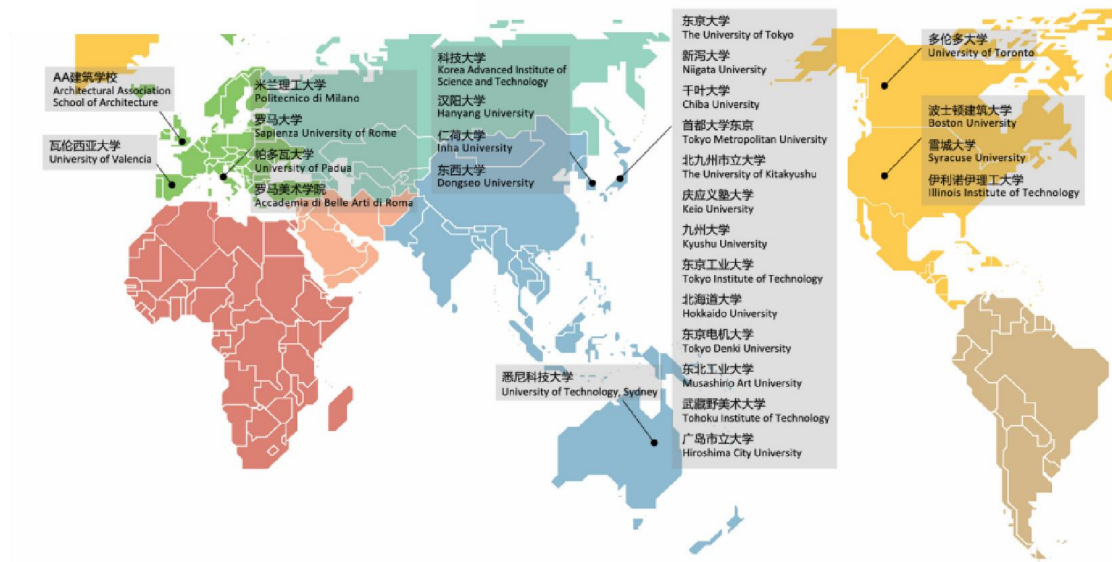 AA建筑学校
Architectural Association
School of Architecture
瓦伦西亚大学
University of Valencia
米兰理工大学
Politecnico di Milano
罗马大学
Sapienza University of Rome
帕多瓦大学
University of Padua
罗马美术学院
Accademia di Belle Arti di Roma
科技大学
Korea Advanced Institute of
Science and Technology
汉阳大学
Hanyang University
仁荷大学
Inha University
东西大学
Dongseo University
悉尼科技大学
University of Technology, Sydney
东京大学
The University of Tokyo
新泻大学
Niigata University
千叶大学
Chiba University
首都大学东京
Tokyo Metropolitan University
北九州市立大学
The University of Kitakyushu
庆应义塾大学
Keio University
九州大学
Kyushu University
东京工业大学
Tokyo Institute of Technology
北海道大学
Hokkaido University
东京电机大学
Tokyo Denki University
东北工业大学
Musashino Art University
武藏野美术大学
Tohoku Institute of Technology
广岛市立大学
Hiroshima City University
多伦多大学
University of Toronto
波士顿建筑大学
Boston University
雪城大学
Syracuse University
伊利诺伊理工大学
Illinois Institute of Technology